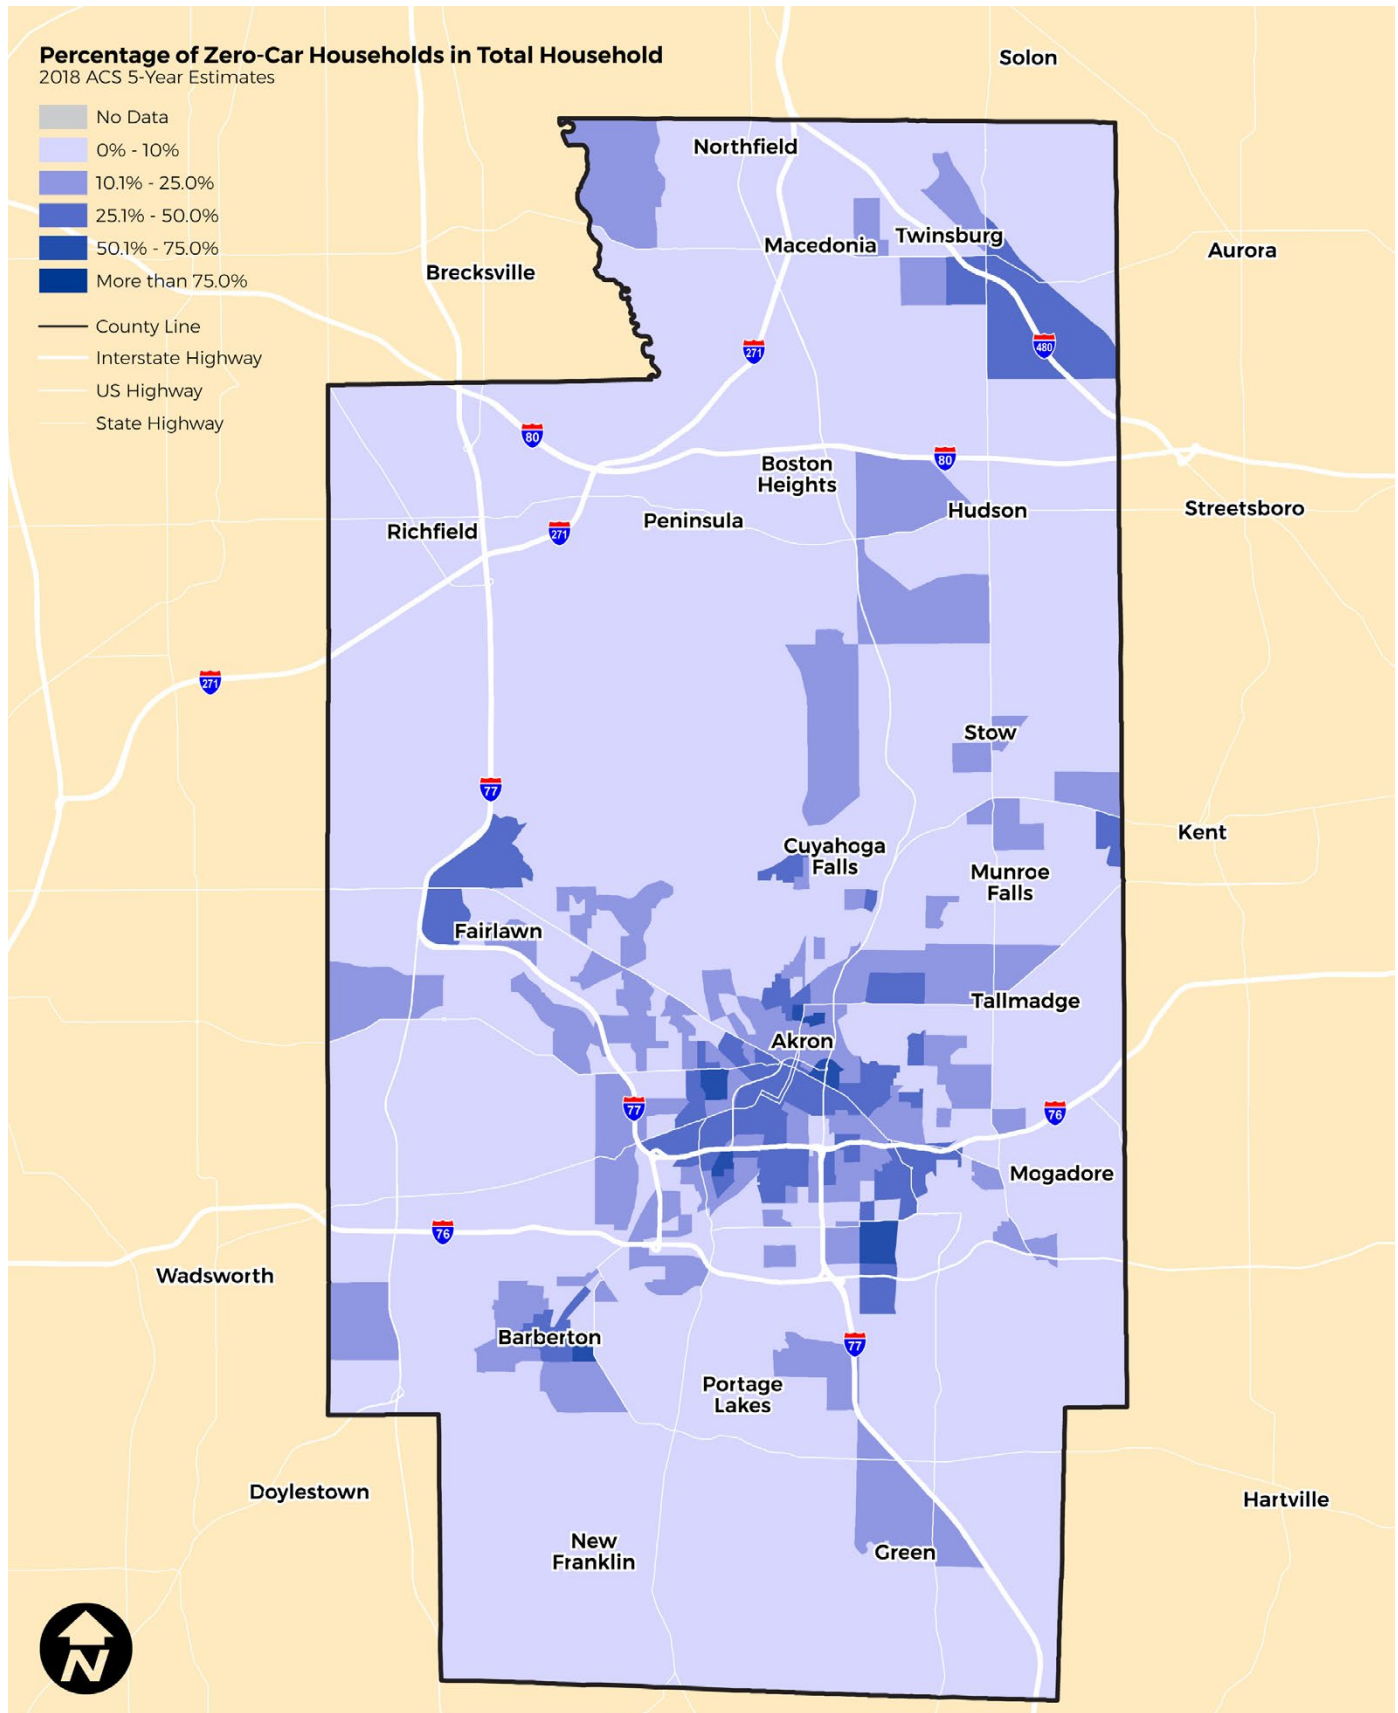 Percentage of Zero-Car Households in Total Household
2018 ACS 5-Year Estimates
No Data
0% - 10%
10.1% - 25.0%
25.1% - 50.0%
50.1% - 75.0%
More than 75.0%
County Line
Interstate Highway
US Highway
State Highway
Solon
Northfield
Macedonia
Twinsburg
Aurora
Brecksville
271
480
80
Boston
Heights
80
Hudson
Streetsboro
Peninsula
Richfield
271
271
Stow
77
Kent
Cuyahoga
Falls
Munroe
Falls
Fairlawn
Tallmadge
Akron
77
76
Mogadore
76
Wadsworth
Barberton
77
Portage
Lakes
Doylestown
Hartville
New
Franklin
Green
N